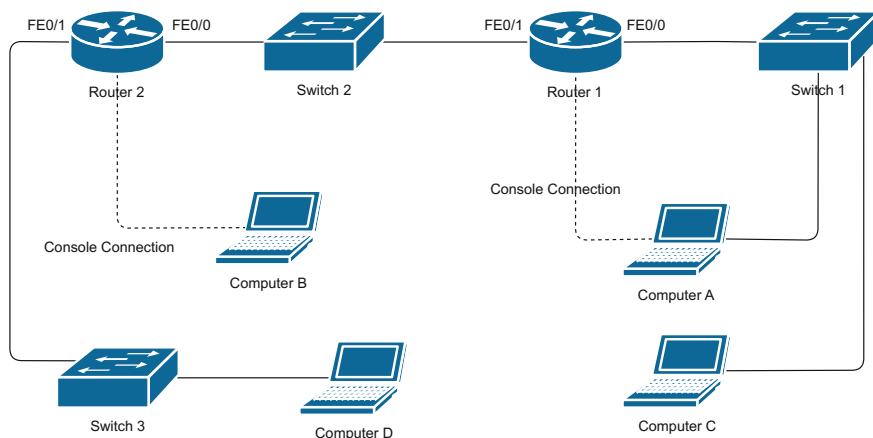 FE0/1
FE0/0
FE0/1
FE0/0
Router 2
Switch 2
Router 1
Switch 1
Console Connection
Console Connection
Computer B
Computer A
Switch 3
Computer D
Computer C